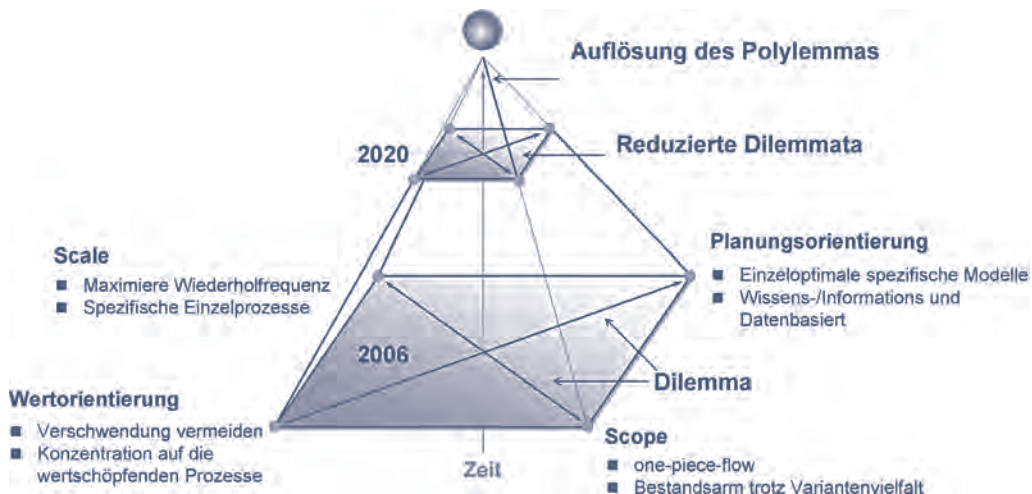 Auflösung des Polylemmas
Reduzierte Dilemmata
2020
Scale
■ Maximiere Wiederholfrequenz
■ Spezifische Einzelprozesse
Planungsorientierung
■ Einzeloptimale spezifische Modelle
■ Wissens-/Informations und
Datenbasiert
2006
Dilemma
Wertorientierung
■ Verschwendung vermeiden
■ Konzentration auf die
wertschöpfenden Prozesse
Zeit
Scope
■ one-piece-flow
■ Bestandsarm trotz Variantenvielfalt